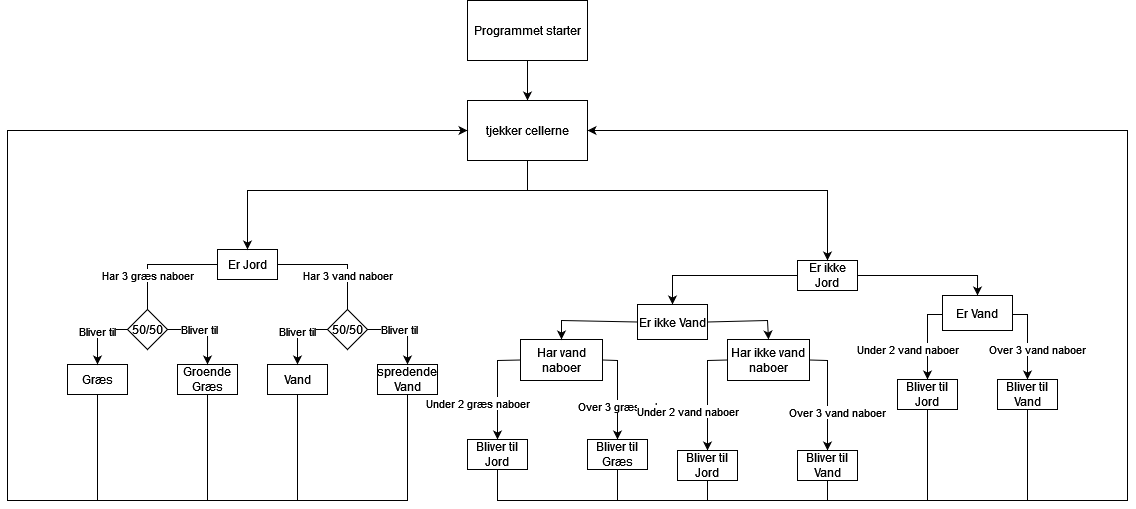 Programmet starter
tjekker cellerne
Er Jord
Har 3 græs naboer
Har 3 vand naboer
50/50
50/50
Bliver til
Bliver til
Bliver til
Bliver til
Græs
Groende
Græs
Vand
spredende
Vand
Er ikke
Jord
Er ikke Vand
Er Vand
Har vand
naboer
Har ikke vand
naboer
Under 2 vand naboer
Over 3 vand naboer
Bliver til
Jord
Bliver til
Vand
Under 2 græs naboer
Over 3 græs
Under 2 vand naboer
Over 3 vand naboer
Bliver til
Jord
Bliver til
Græs
Bliver til
Jord
Bliver til
Vand